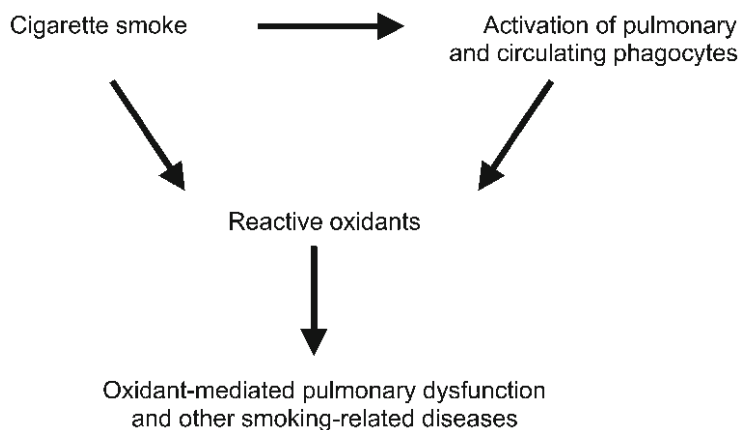 Cigarette smoke
Activation of pulmonary
and circulating phagocytes
Reactive oxidants
Oxidant-mediated pulmonary dysfunction
and other smoking-related diseases